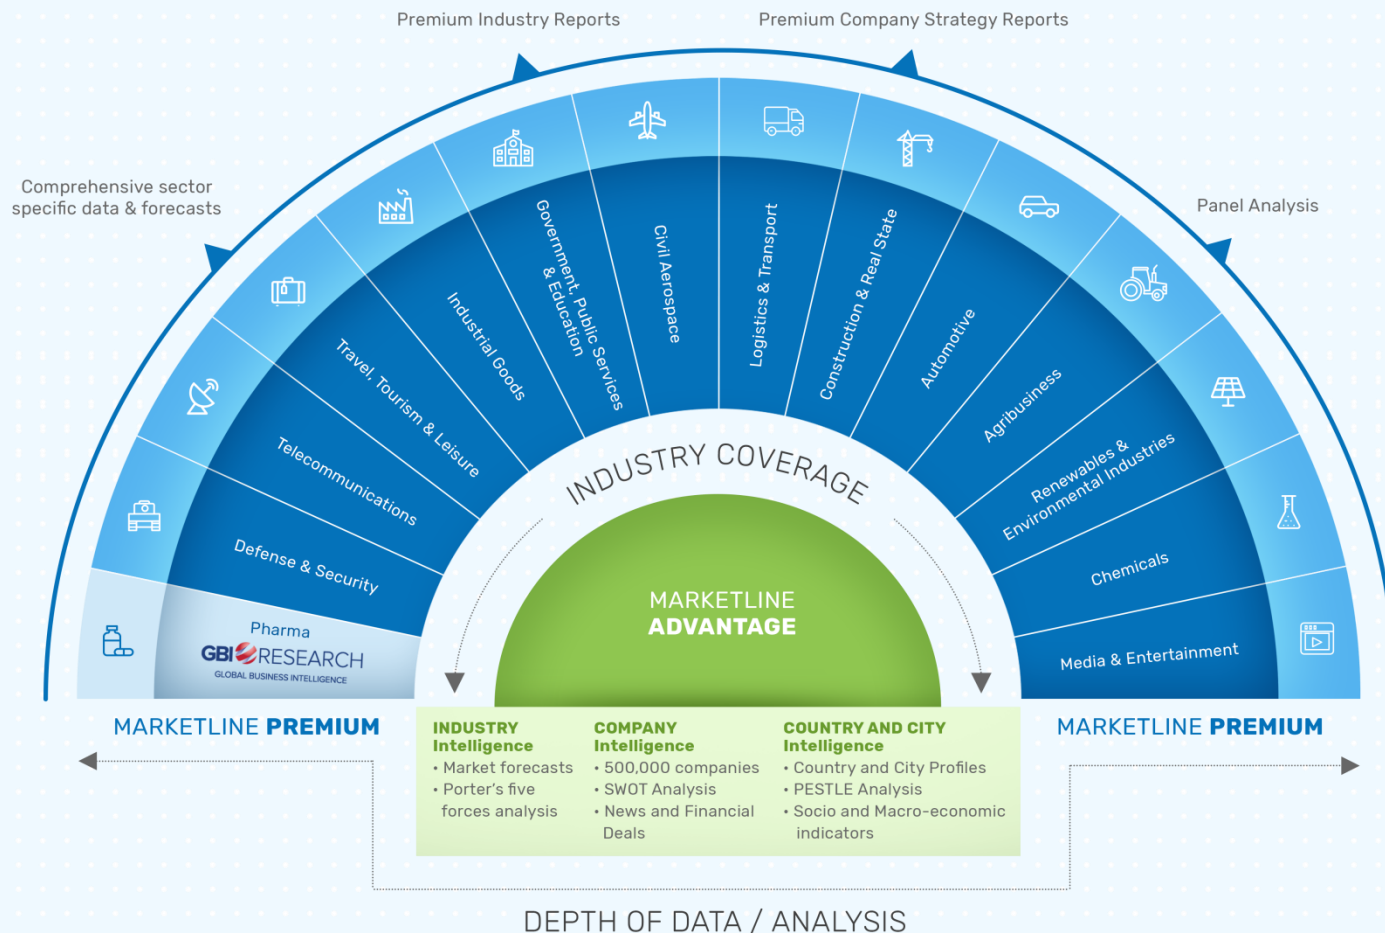 Premium Industry Reports
Premium Company Strategy Reports
Comprehensive sector
specific data & forecasts
Panel Analysis
Pharma
GBI RESEARCH
GLOBAL BUSINESS INTELLIGENCE
Defense & Security
Telecommunications
Travel, Tourism & Leisure
Industrial Goods
Government, Public Services
& Education
Civil Aerospace
Logistics & Transport
Construction & Real State
Automotive
Agribusiness
Renewables &
Environmental Industries
Chemicals
Media & Entertainment
INDUSTRY COVERAGE
MARKETLINE
ADVANTAGE
MARKETLINE PREMIUM
MARKETLINE PREMIUM
INDUSTRY
Intelligence
• Market forecasts
• Porter's five
forces analysis
COMPANY
Intelligence
• 500,000 companies
• SWOT Analysis
• News and Financial
Deals
COUNTRY AND CITY
Intelligence
• Country and City Profiles
• PESTLE Analysis
• Socio and Macro-economic
indicators
DEPTH OF DATA / ANALYSIS